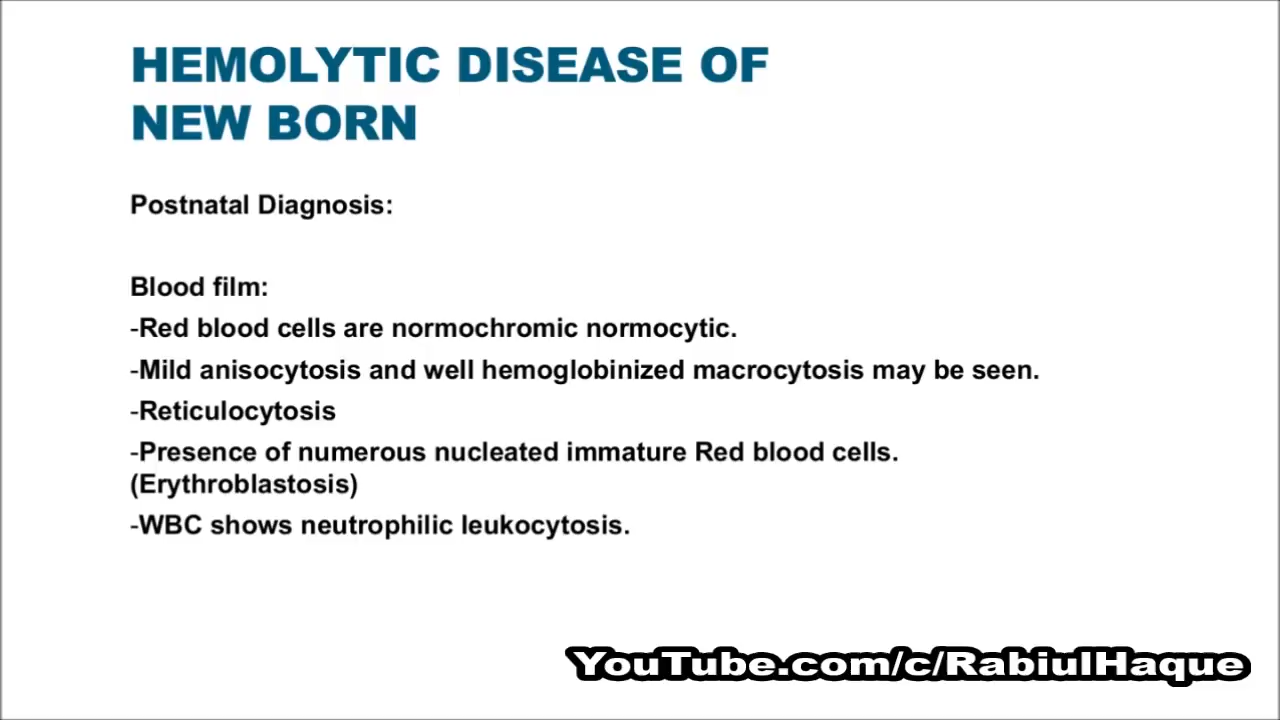 HEMOLYTIC DISEASE OF
NEW BORN
Postnatal Diagnosis:
Blood film:
-Red blood cells are normochromic normocytic.
-Mild anisocytosis and well hemoglobinized macrocytosis may be seen.
-Reticulocytosis
-Presence of numerous nucleated immature Red blood cells.
(Erythroblastosis)
-WBC shows neutrophilic leukocytosis.
YouTube.com/c/RabiulHaque